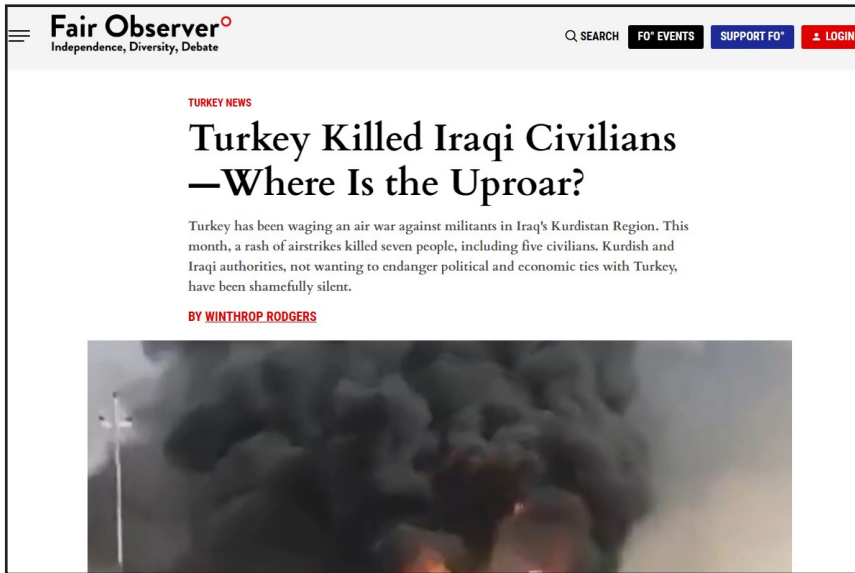 Fair Observer
Independence, Diversity, Debate
SEARCH
FO° EVENTS
SUPPORT FO°
LOGIN
TURKEY NEWS
Turkey Killed Iraqi Civilians
—Where Is the Uproar?
Turkey has been waging an air war against militants in Iraq's Kurdistan Region. This
month, a rash of airstrikes killed seven people, including five civilians. Kurdish and
Iraqi authorities, not wanting to endanger political and economic ties with Turkey,
have been shamefully silent.
BY WINTHROP RODGERS